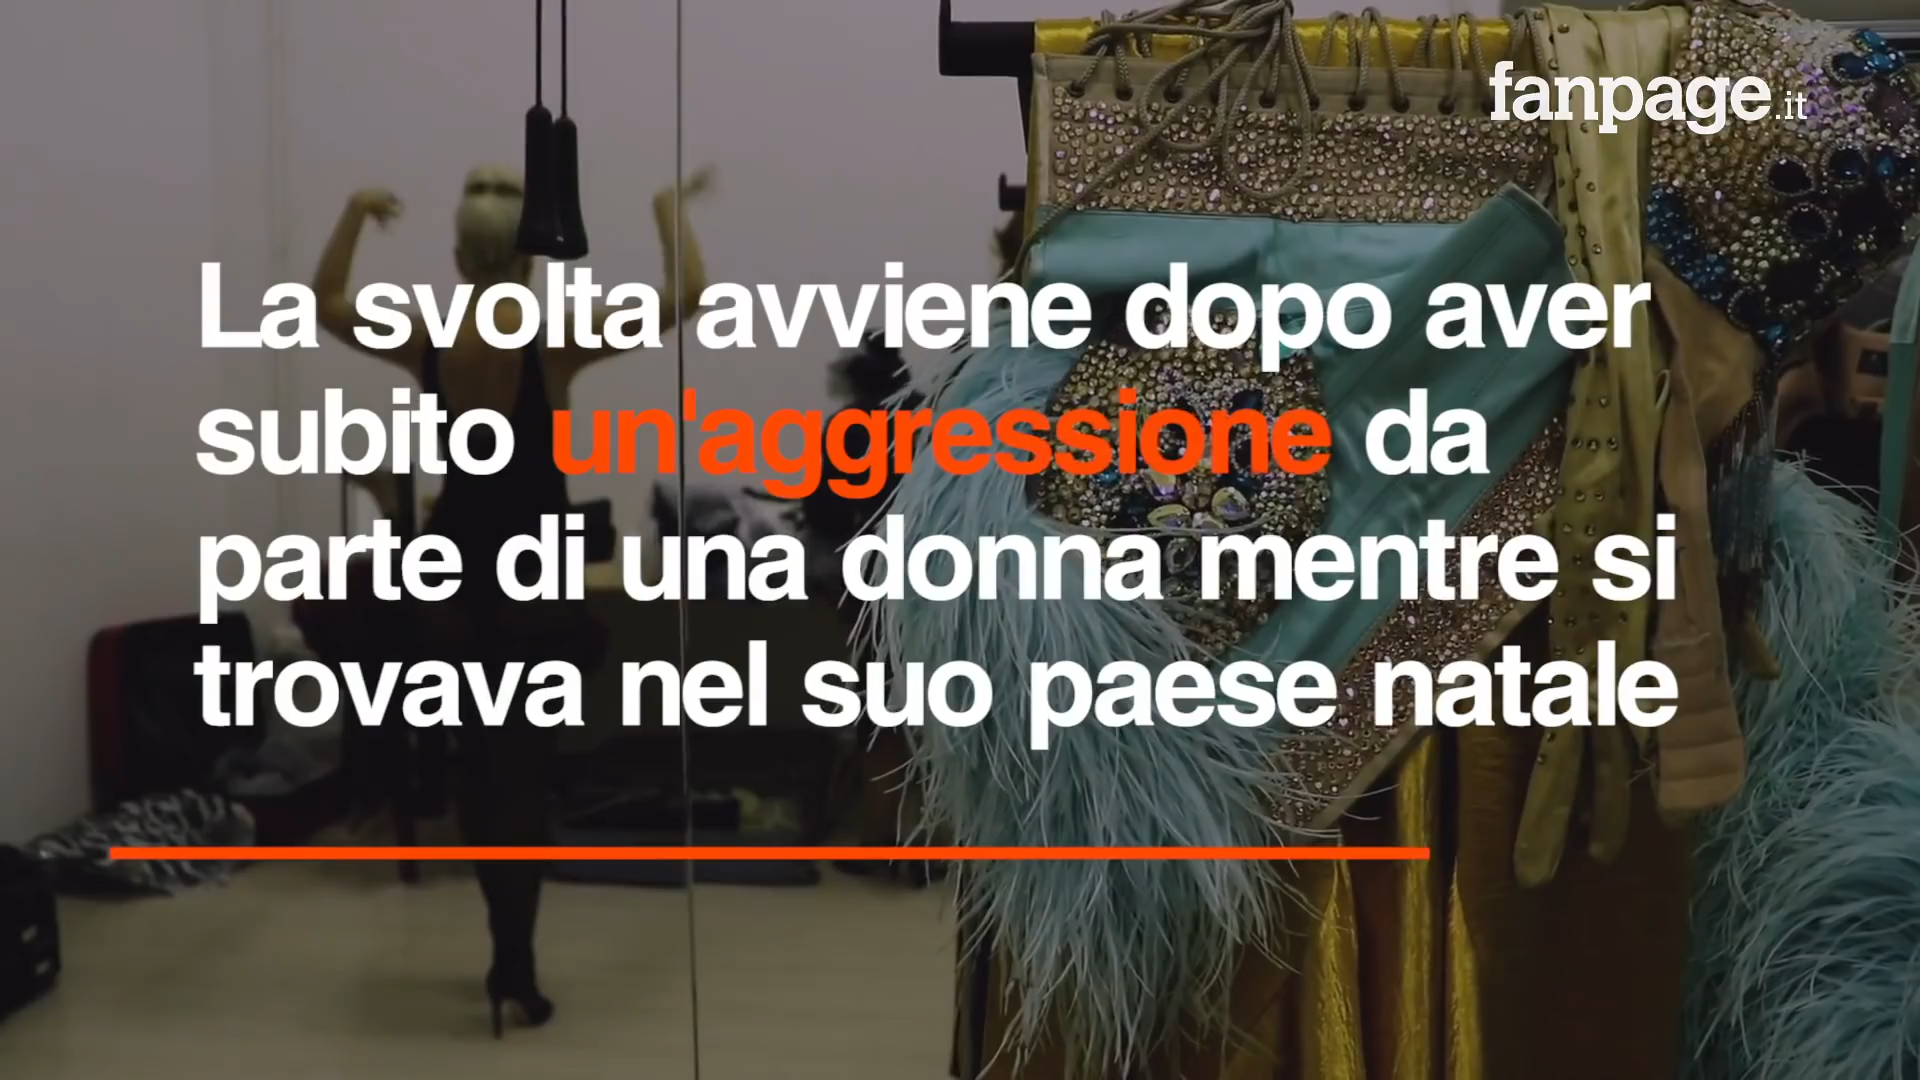 fanpage.it
La svolta avviene dopo aver
subito un'aggressione da
parte di una donna mentre si
trovava nel suo paese natale